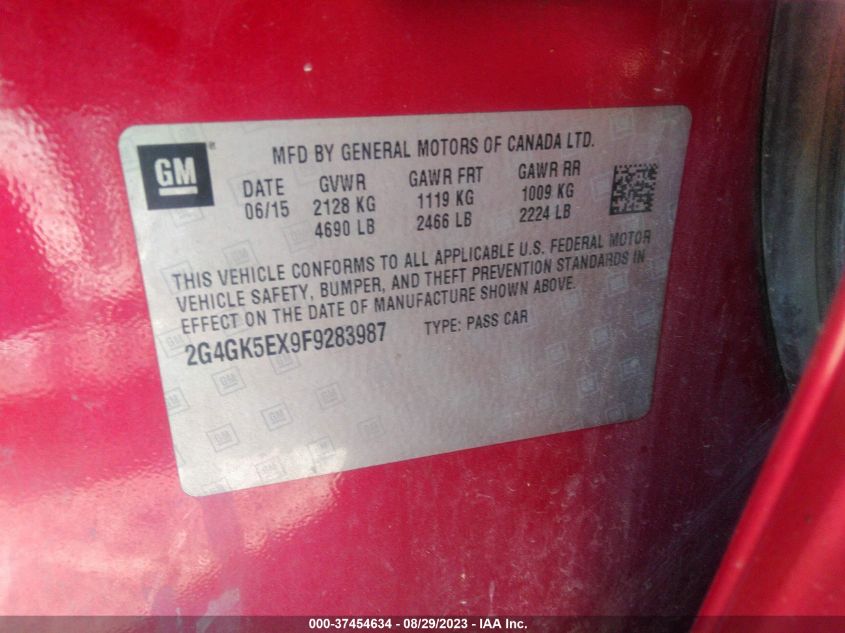 GM
MFD BY GENERAL MOTORS OF CANADA LTD.
DATE GVWR GAWR FRT GAWR RR
06/15 2128 KG 1119 KG 1009 KG
4690 LB 2466 LB 2224 LB
THIS VEHICLE CONFORMS TO ALL APPLICABLE U.S. FEDERAL MOTOR
VEHICLE SAFETY, BUMPER, AND THEFT PREVENTION STANDARDS IN
EFFECT ON THE DATE OF MANUFACTURE SHOWN ABOVE.
2G4GK5EX9F9283987 TYPE: PASS CAR
000-37454634 - 08/29/2023 - IAA Inc.